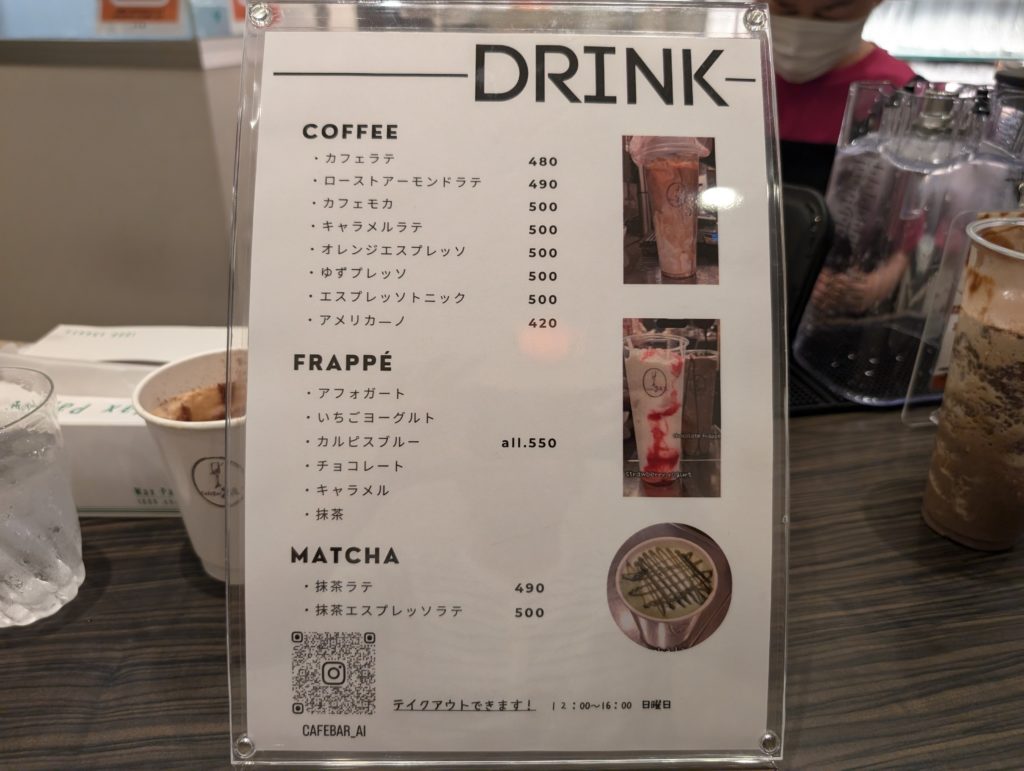 DRINK
COFFEE
・カフェラテ 480
・ローストアーモンドラテ 490
・カフェモカ 500
・キャラメルラテ 500
・オレンジエスプレッソ 500
・ゆずプレッソ 500
・エスプレッソトニック 500
・アメリカーノ 420
FRAPPÉ
・アフォガート
・いちごヨーグルト
・カルピスブルー all.550
・チョコレート
・キャラメル
・抹茶
chocolate frappe
strawberry yogurt
MATCHA
・抹茶ラテ 490
・抹茶エスプレッソラテ 500
テイクアウトできます! 12:00〜16:00 日曜日
CAFEBAR_AI